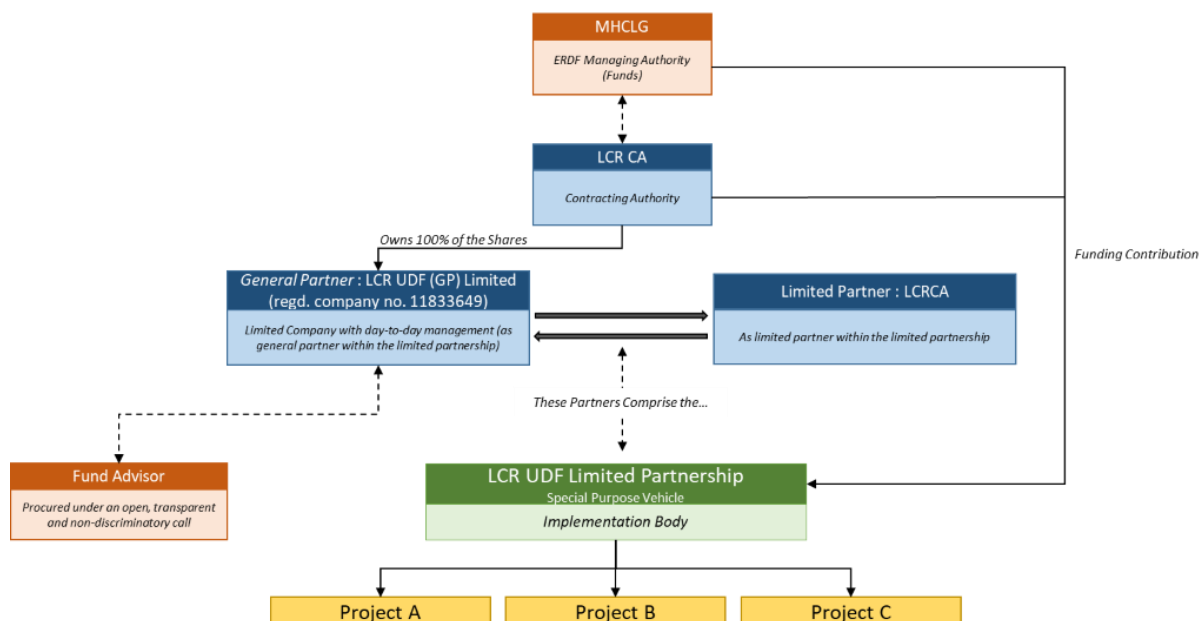 MHCLG
ERDF Managing Authority
(Funds)
LCR CA
Contracting Authority
Owns 100% of the Shares
Funding Contribution
General Partner : LCR UDF (GP) Limited
(regd. company no. 11833649)
Limited Company with day-to-day management (as
general partner within the limited partnership)
Limited Partner : LCRCA
As limited partner within the limited partnership
These Partners Comprise the...
Fund Advisor
Procured under an open, transparent
and non-discriminatory call
LCR UDF Limited Partnership
Special Purpose Vehicle
Implementation Body
Project A
Project B
Project C